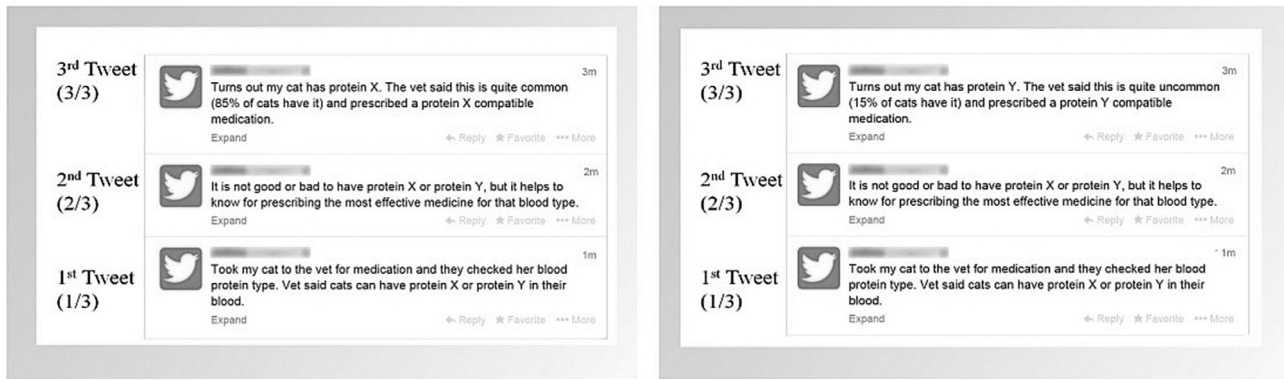 3rd Tweet
(3/3)
3m
Turns out my cat has protein X. The vet said this is quite common
(85% of cats have it) and prescribed a protein X compatible
medication.
Expand
Reply Favorite ••• More
2nd Tweet
(2/3)
2m
It is not good or bad to have protein X or protein Y, but it helps to
know for prescribing the most effective medicine for that blood type.
Expand
Reply Favorite ••• More
1st Tweet
(1/3)
1m
Took my cat to the vet for medication and they checked her blood
protein type. Vet said cats can have protein X or protein Y in their
blood.
Expand
Reply Favorite ••• More
3rd Tweet
(3/3)
3m
Turns out my cat has protein Y. The vet said this is quite uncommon
(15% of cats have it) and prescribed a protein Y compatible
medication.
Expand
Reply Favorite ••• More
2nd Tweet
(2/3)
2m
It is not good or bad to have protein X or protein Y, but it helps to
know for prescribing the most effective medicine for that blood type.
Expand
Reply Favorite ••• More
1st Tweet
(1/3)
1m
Took my cat to the vet for medication and they checked her blood
protein type. Vet said cats can have protein X or protein Y in their
blood.
Expand
Reply Favorite ••• More